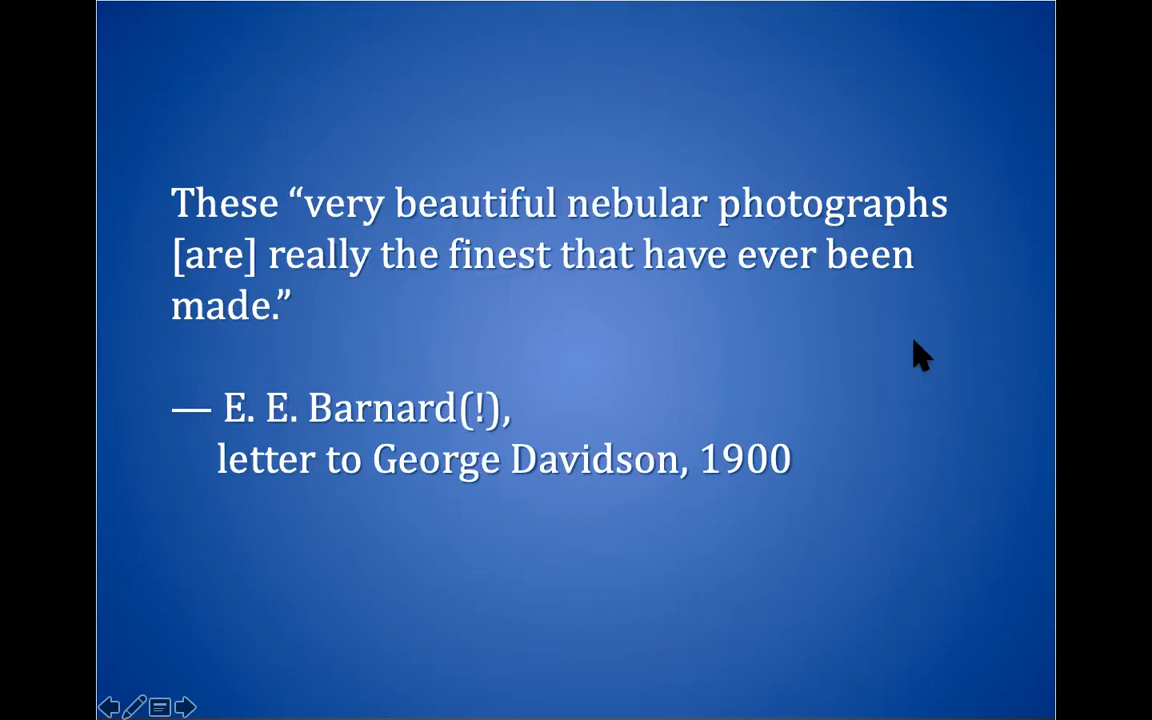 These “very beautiful nebular photographs
[are] really the finest that have ever been
made.”
— E. E. Barnard(!),
letter to George Davidson, 1900